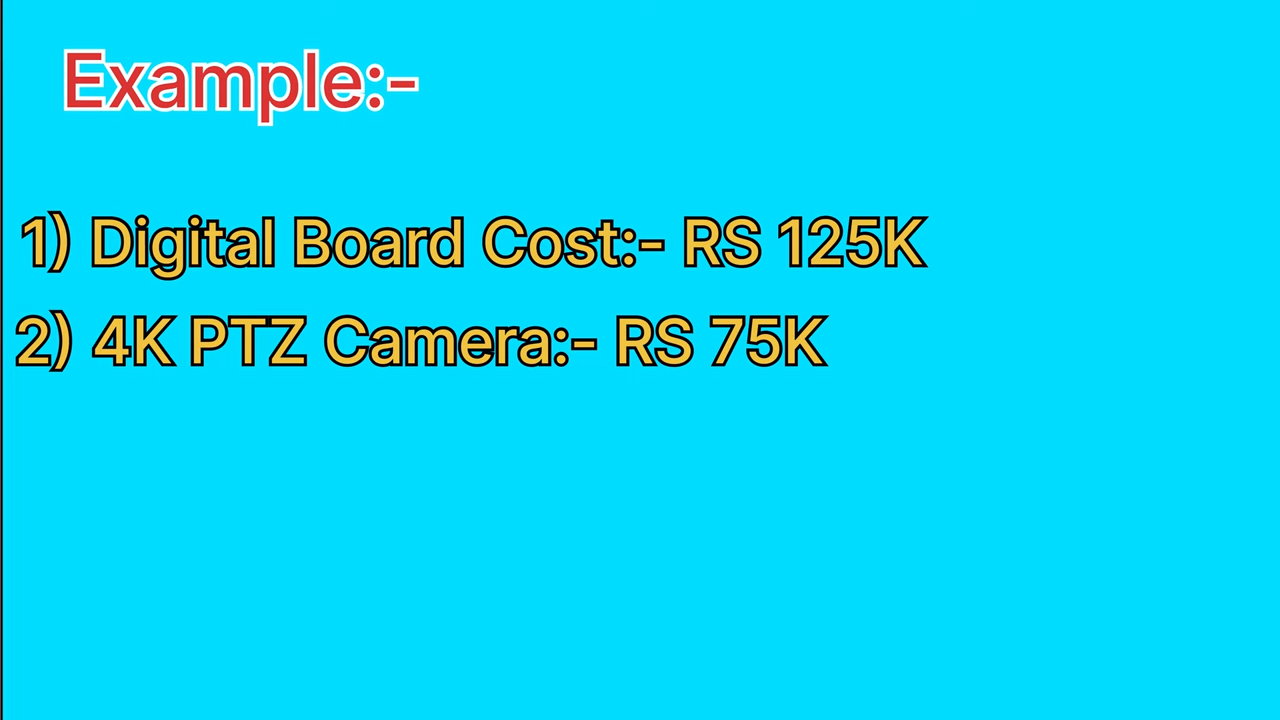 Example:-
1) Digital Board Cost:- RS 125K
2) 4K PTZ Camera:- RS 75K